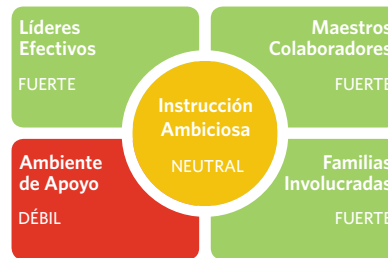 Líderes
Efectivos
FUERTE
Maestros
Colaboradores
FUERTE
Instrucción
Ambiciosa
NEUTRAL
Ambiente
de Apoyo
DÉBIL
Familias
Involucradas
FUERTE